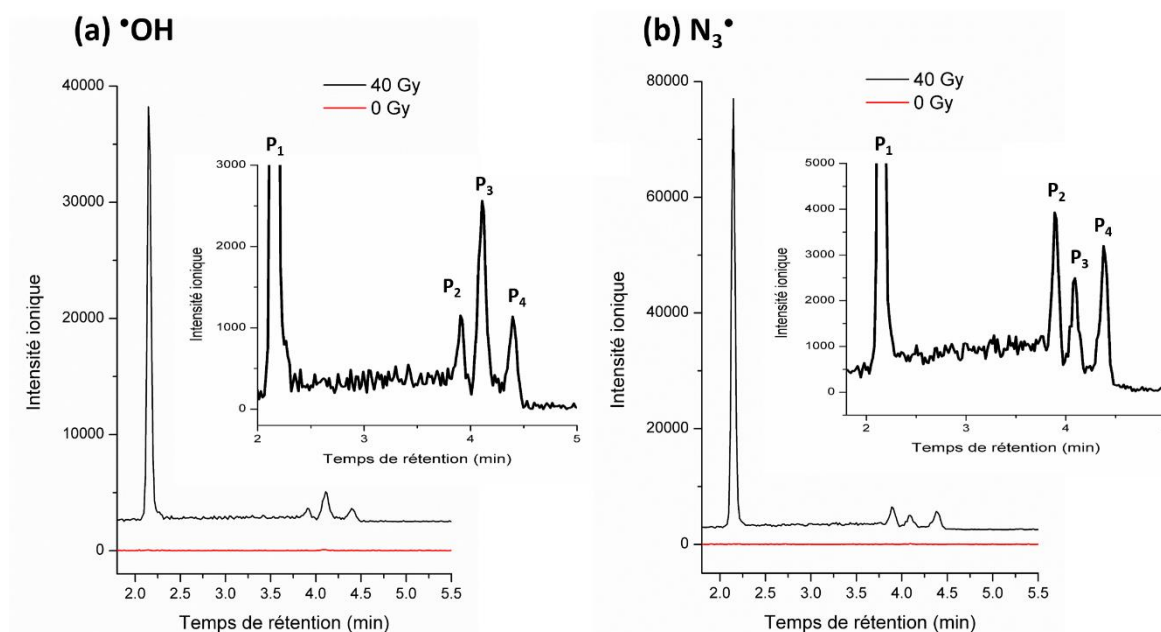 (a) •OH
40 Gy
0 Gy
40000
30000
20000
10000
0
Intensité ionique
2.0 2.5 3.0 3.5 4.0 4.5 5.0 5.5
Temps de rétention (min)
P₁
P₂
P₃
P₄
3000
2000
1000
0
Intensité ionique
2 3 4 5
Temps de rétention (min)
(b) N₃•
40 Gy
0 Gy
80000
60000
40000
20000
0
Intensité ionique
2.0 2.5 3.0 3.5 4.0 4.5 5.0 5.5
Temps de rétention (min)
P₁
P₂
P₃
P₄
5000
4000
3000
2000
1000
0
Intensité ionique
2 3 4
Temps de rétention (min)